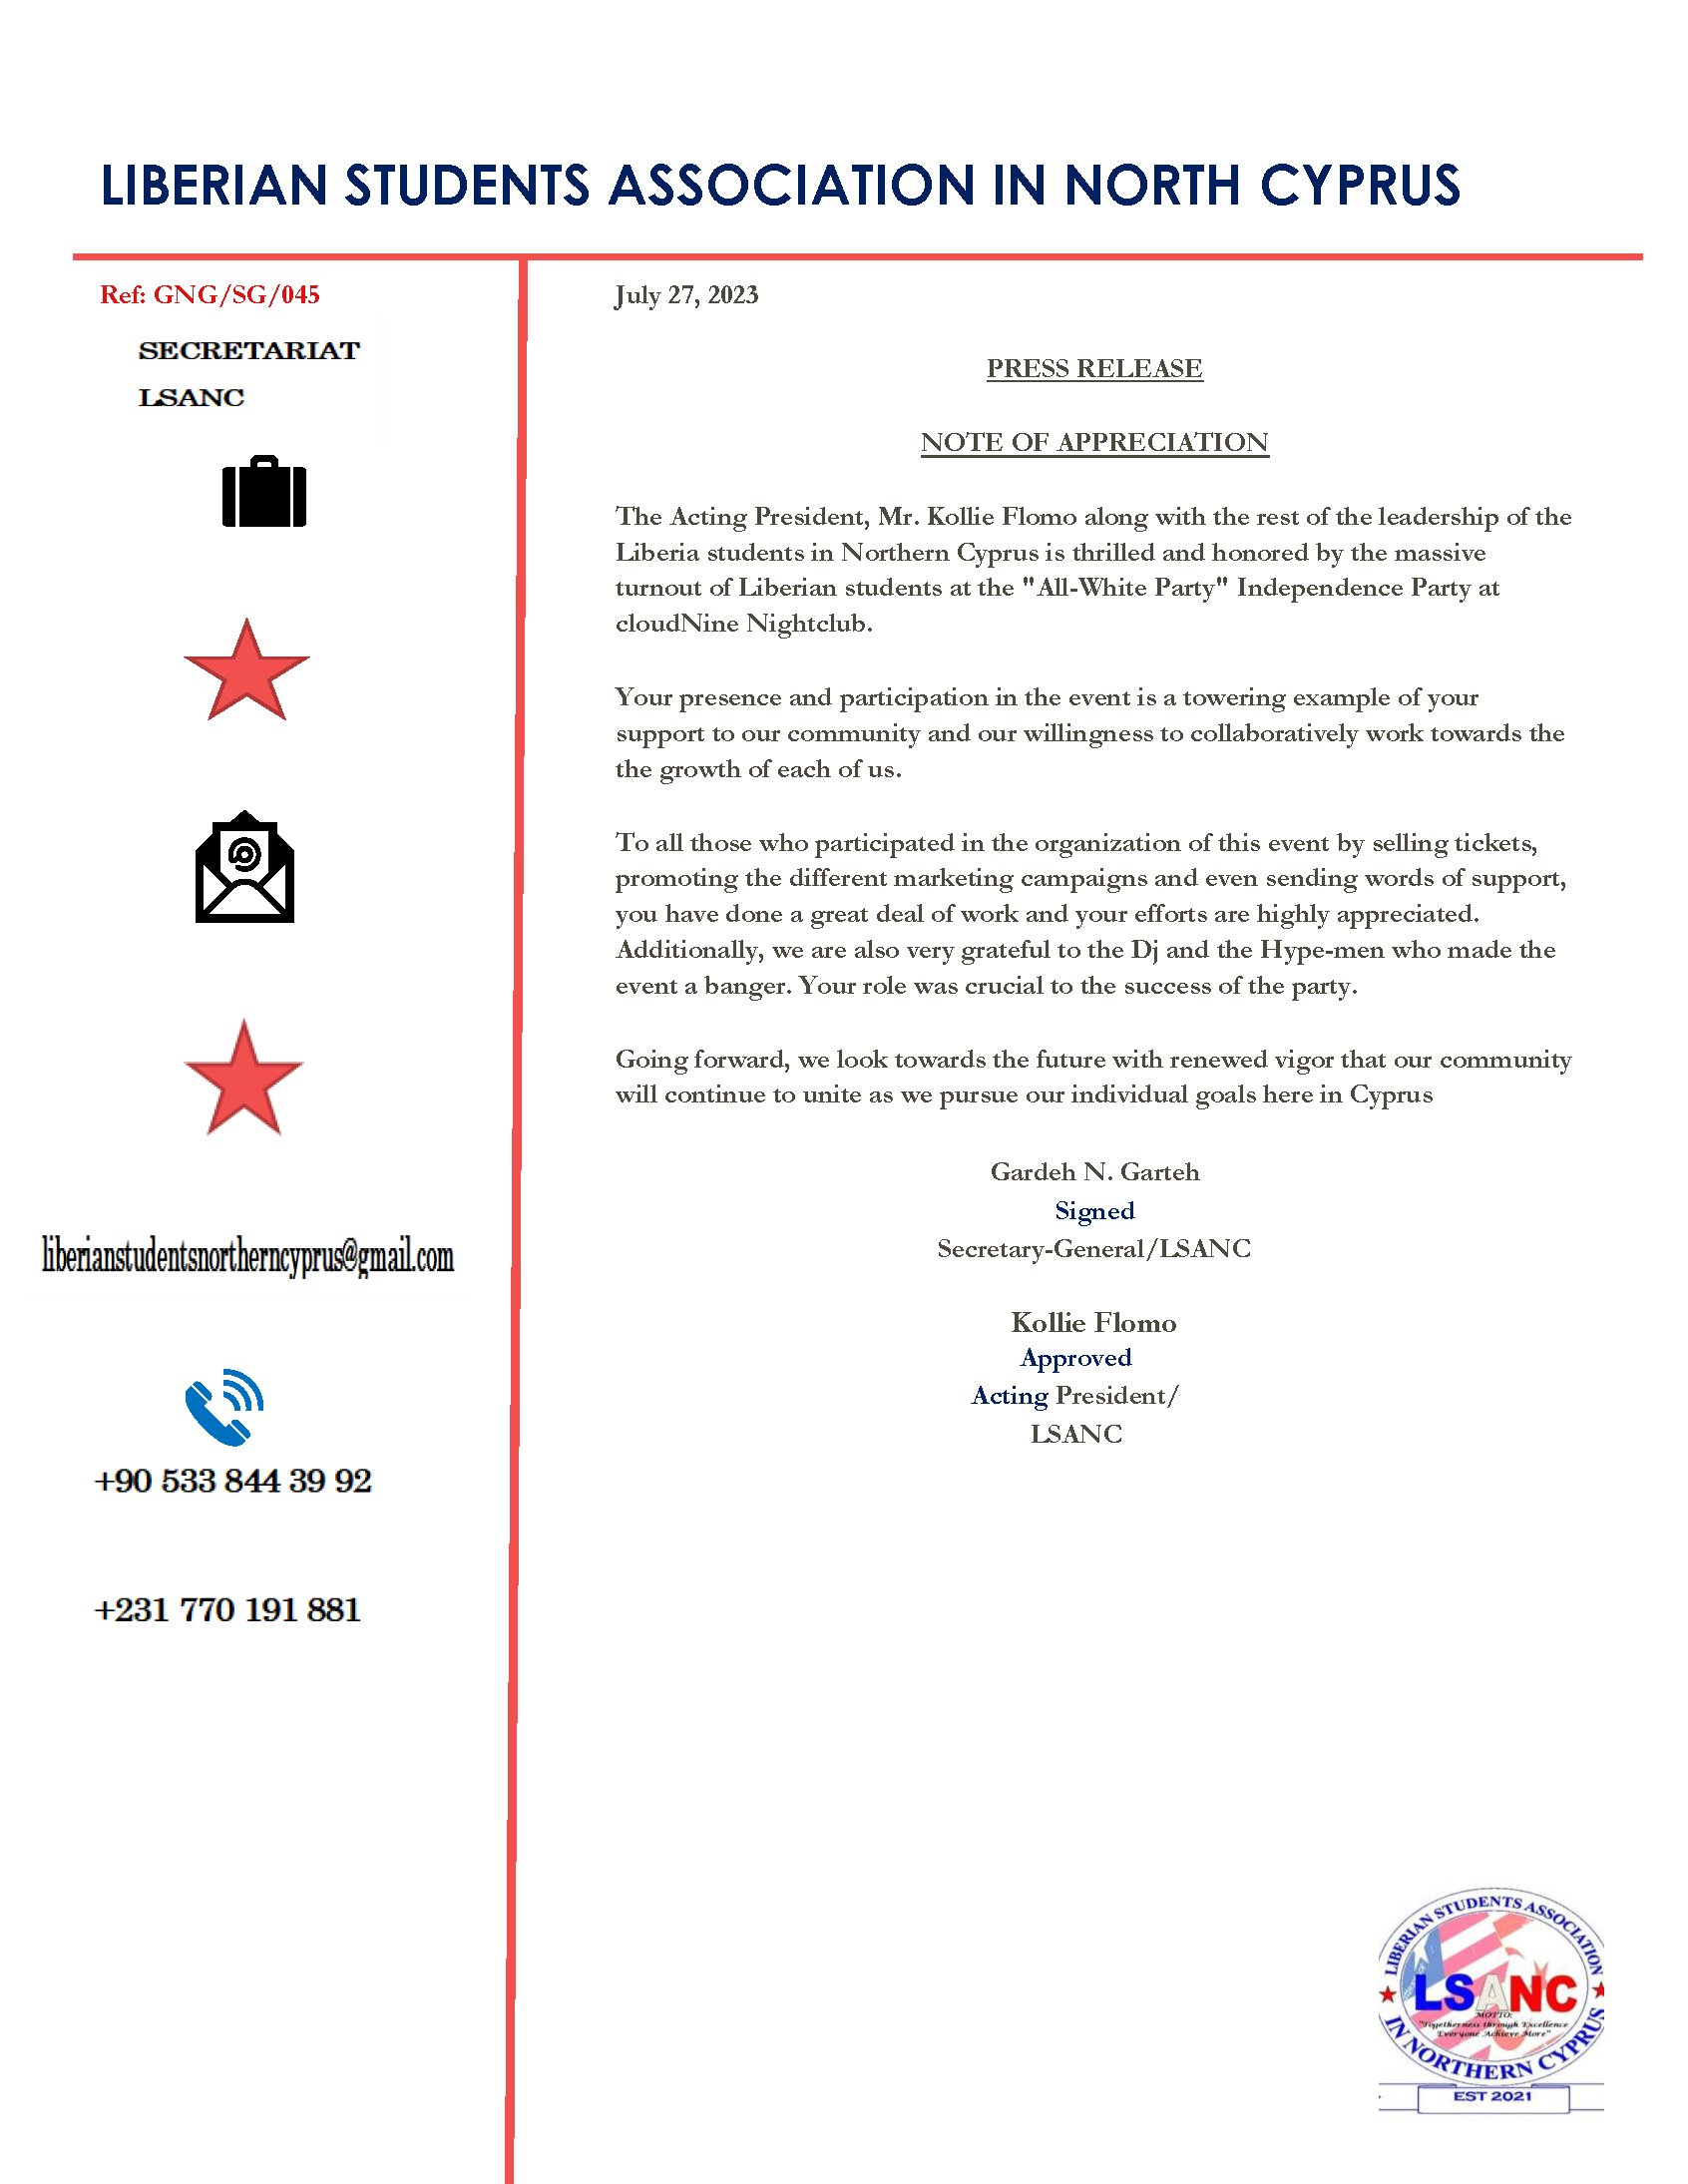 LIBERIAN STUDENTS ASSOCIATION IN NORTH CYPRUS
Ref: GNG/SG/045
SECRETARIAT
LSANC
liberianstudentsnortherncyprus@gmail.com
+90 533 844 39 92
+231 770 191 881
July 27, 2023
PRESS RELEASE
NOTE OF APPRECIATION
The Acting President, Mr. Kollie Flomo along with the rest of the leadership of the
Liberia students in Northern Cyprus is thrilled and honored by the massive
turnout of Liberian students at the "All-White Party" Independence Party at
cloudNine Nightclub.
Your presence and participation in the event is a towering example of your
support to our community and our willingness to collaboratively work towards the
the growth of each of us.
To all those who participated in the organization of this event by selling tickets,
promoting the different marketing campaigns and even sending words of support,
you have done a great deal of work and your efforts are highly appreciated.
Additionally, we are also very grateful to the Dj and the Hype-men who made the
event a banger. Your role was crucial to the success of the party.
Going forward, we look towards the future with renewed vigor that our community
will continue to unite as we pursue our individual goals here in Cyprus
Gardeh N. Garteh
Signed
Secretary-General/LSANC
Kollie Flomo
Approved
Acting President/
LSANC
LIBERIAN STUDENTS ASSOCIATION
LSANC
MOTTO:
"Togetherness through Excellence
Everyone Achieve More"
IN NORTHERN CYPRUS
EST 2021